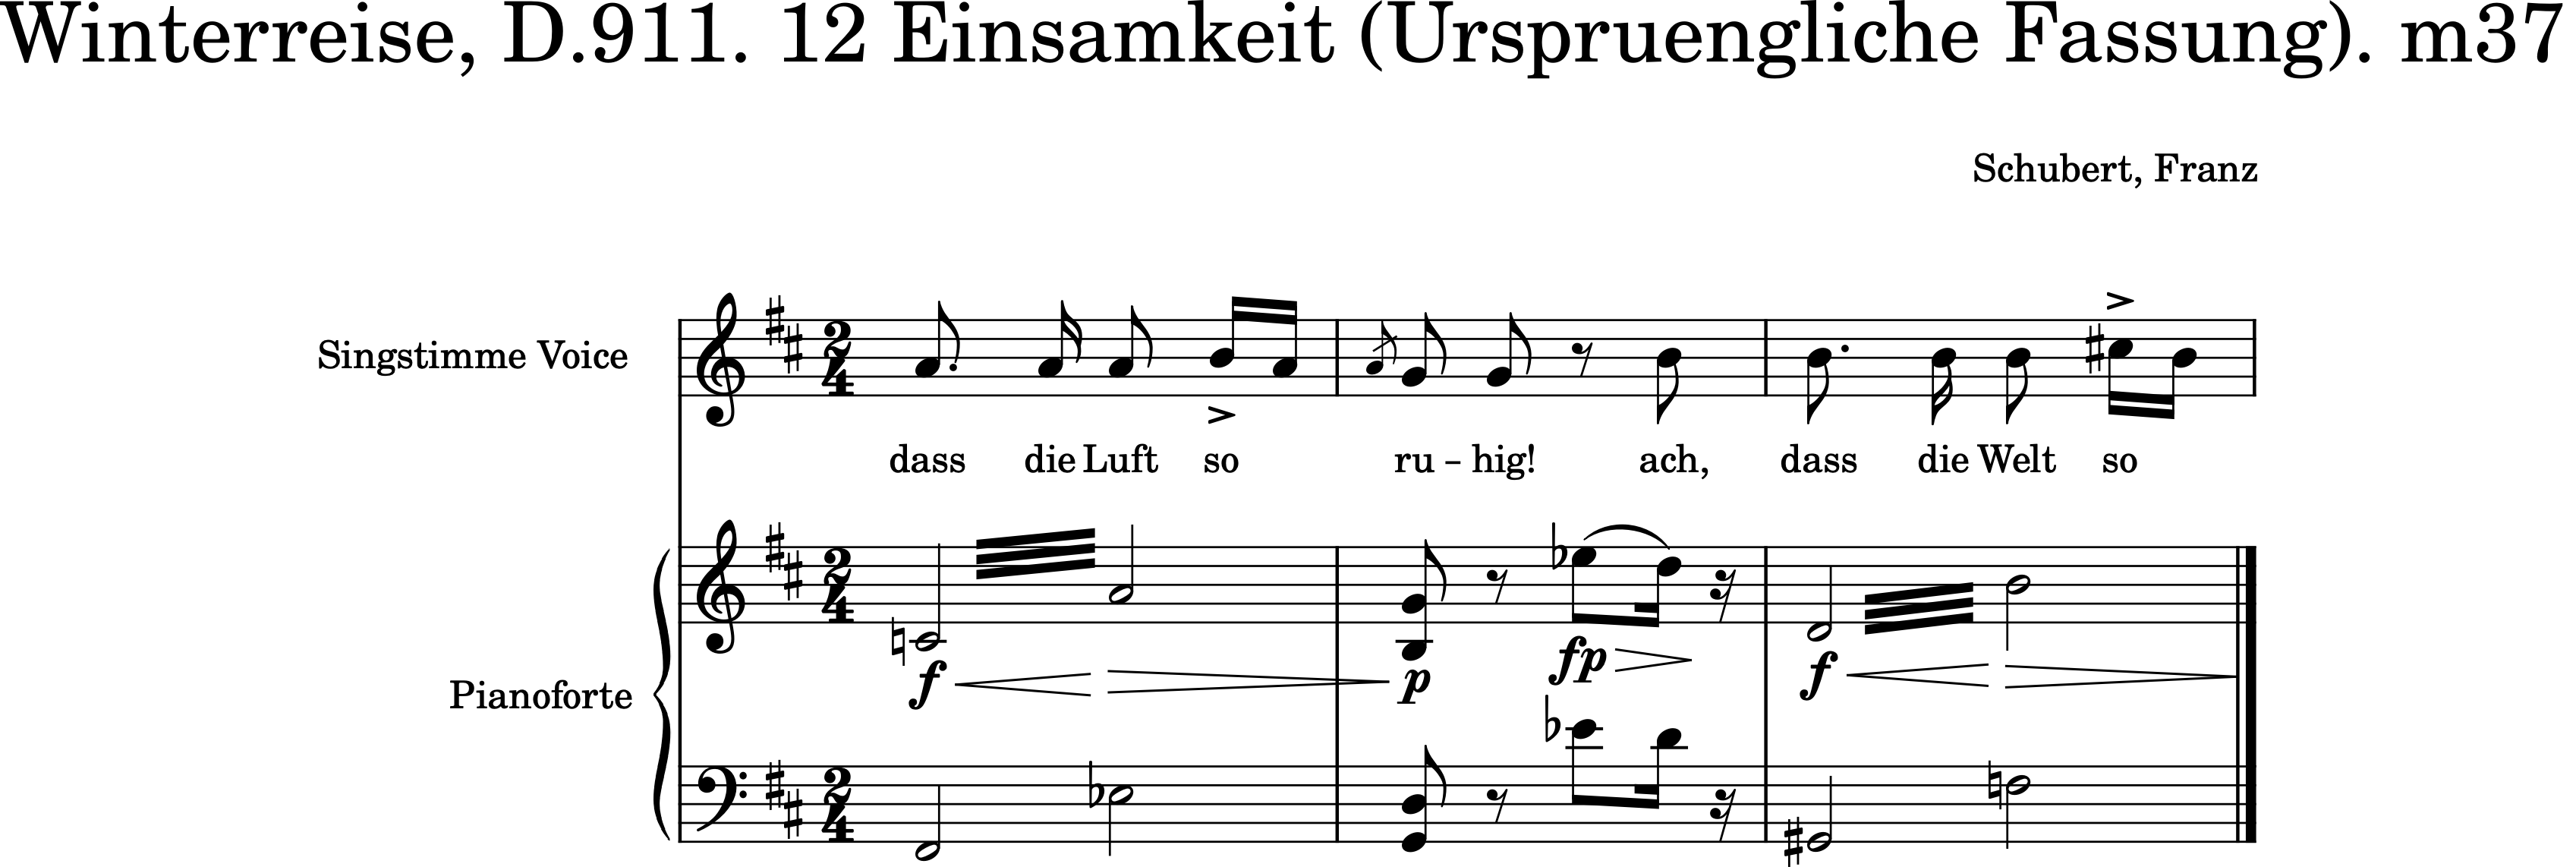 Winterreise, D.911. 12 Einsamkeit (Urspruengliche Fassung). m37
Schubert, Franz
Singstimme Voice
dass die Luft so ru – hig! ach, dass die Welt so
f p fp f
Pianoforte